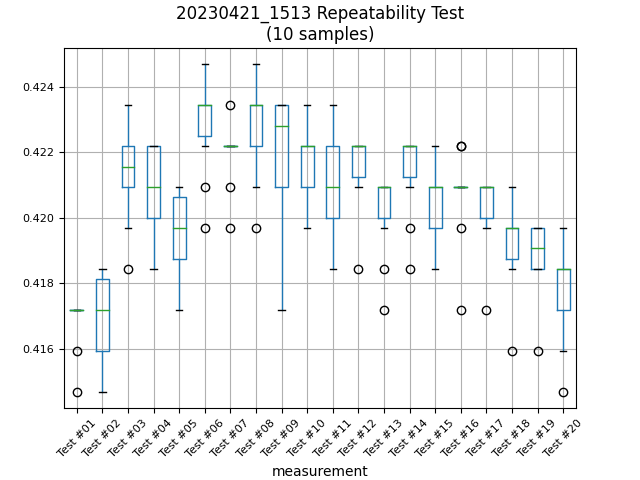 20230421_1513 Repeatability Test
(10 samples)
0.424
0.422
0.420
0.418
0.416
Test #01
Test #02
Test #03
Test #04
Test #05
Test #06
Test #07
Test #08
Test #09
Test #10
Test #11
Test #12
Test #13
Test #14
Test #15
Test #16
Test #17
Test #18
Test #19
Test #20
measurement